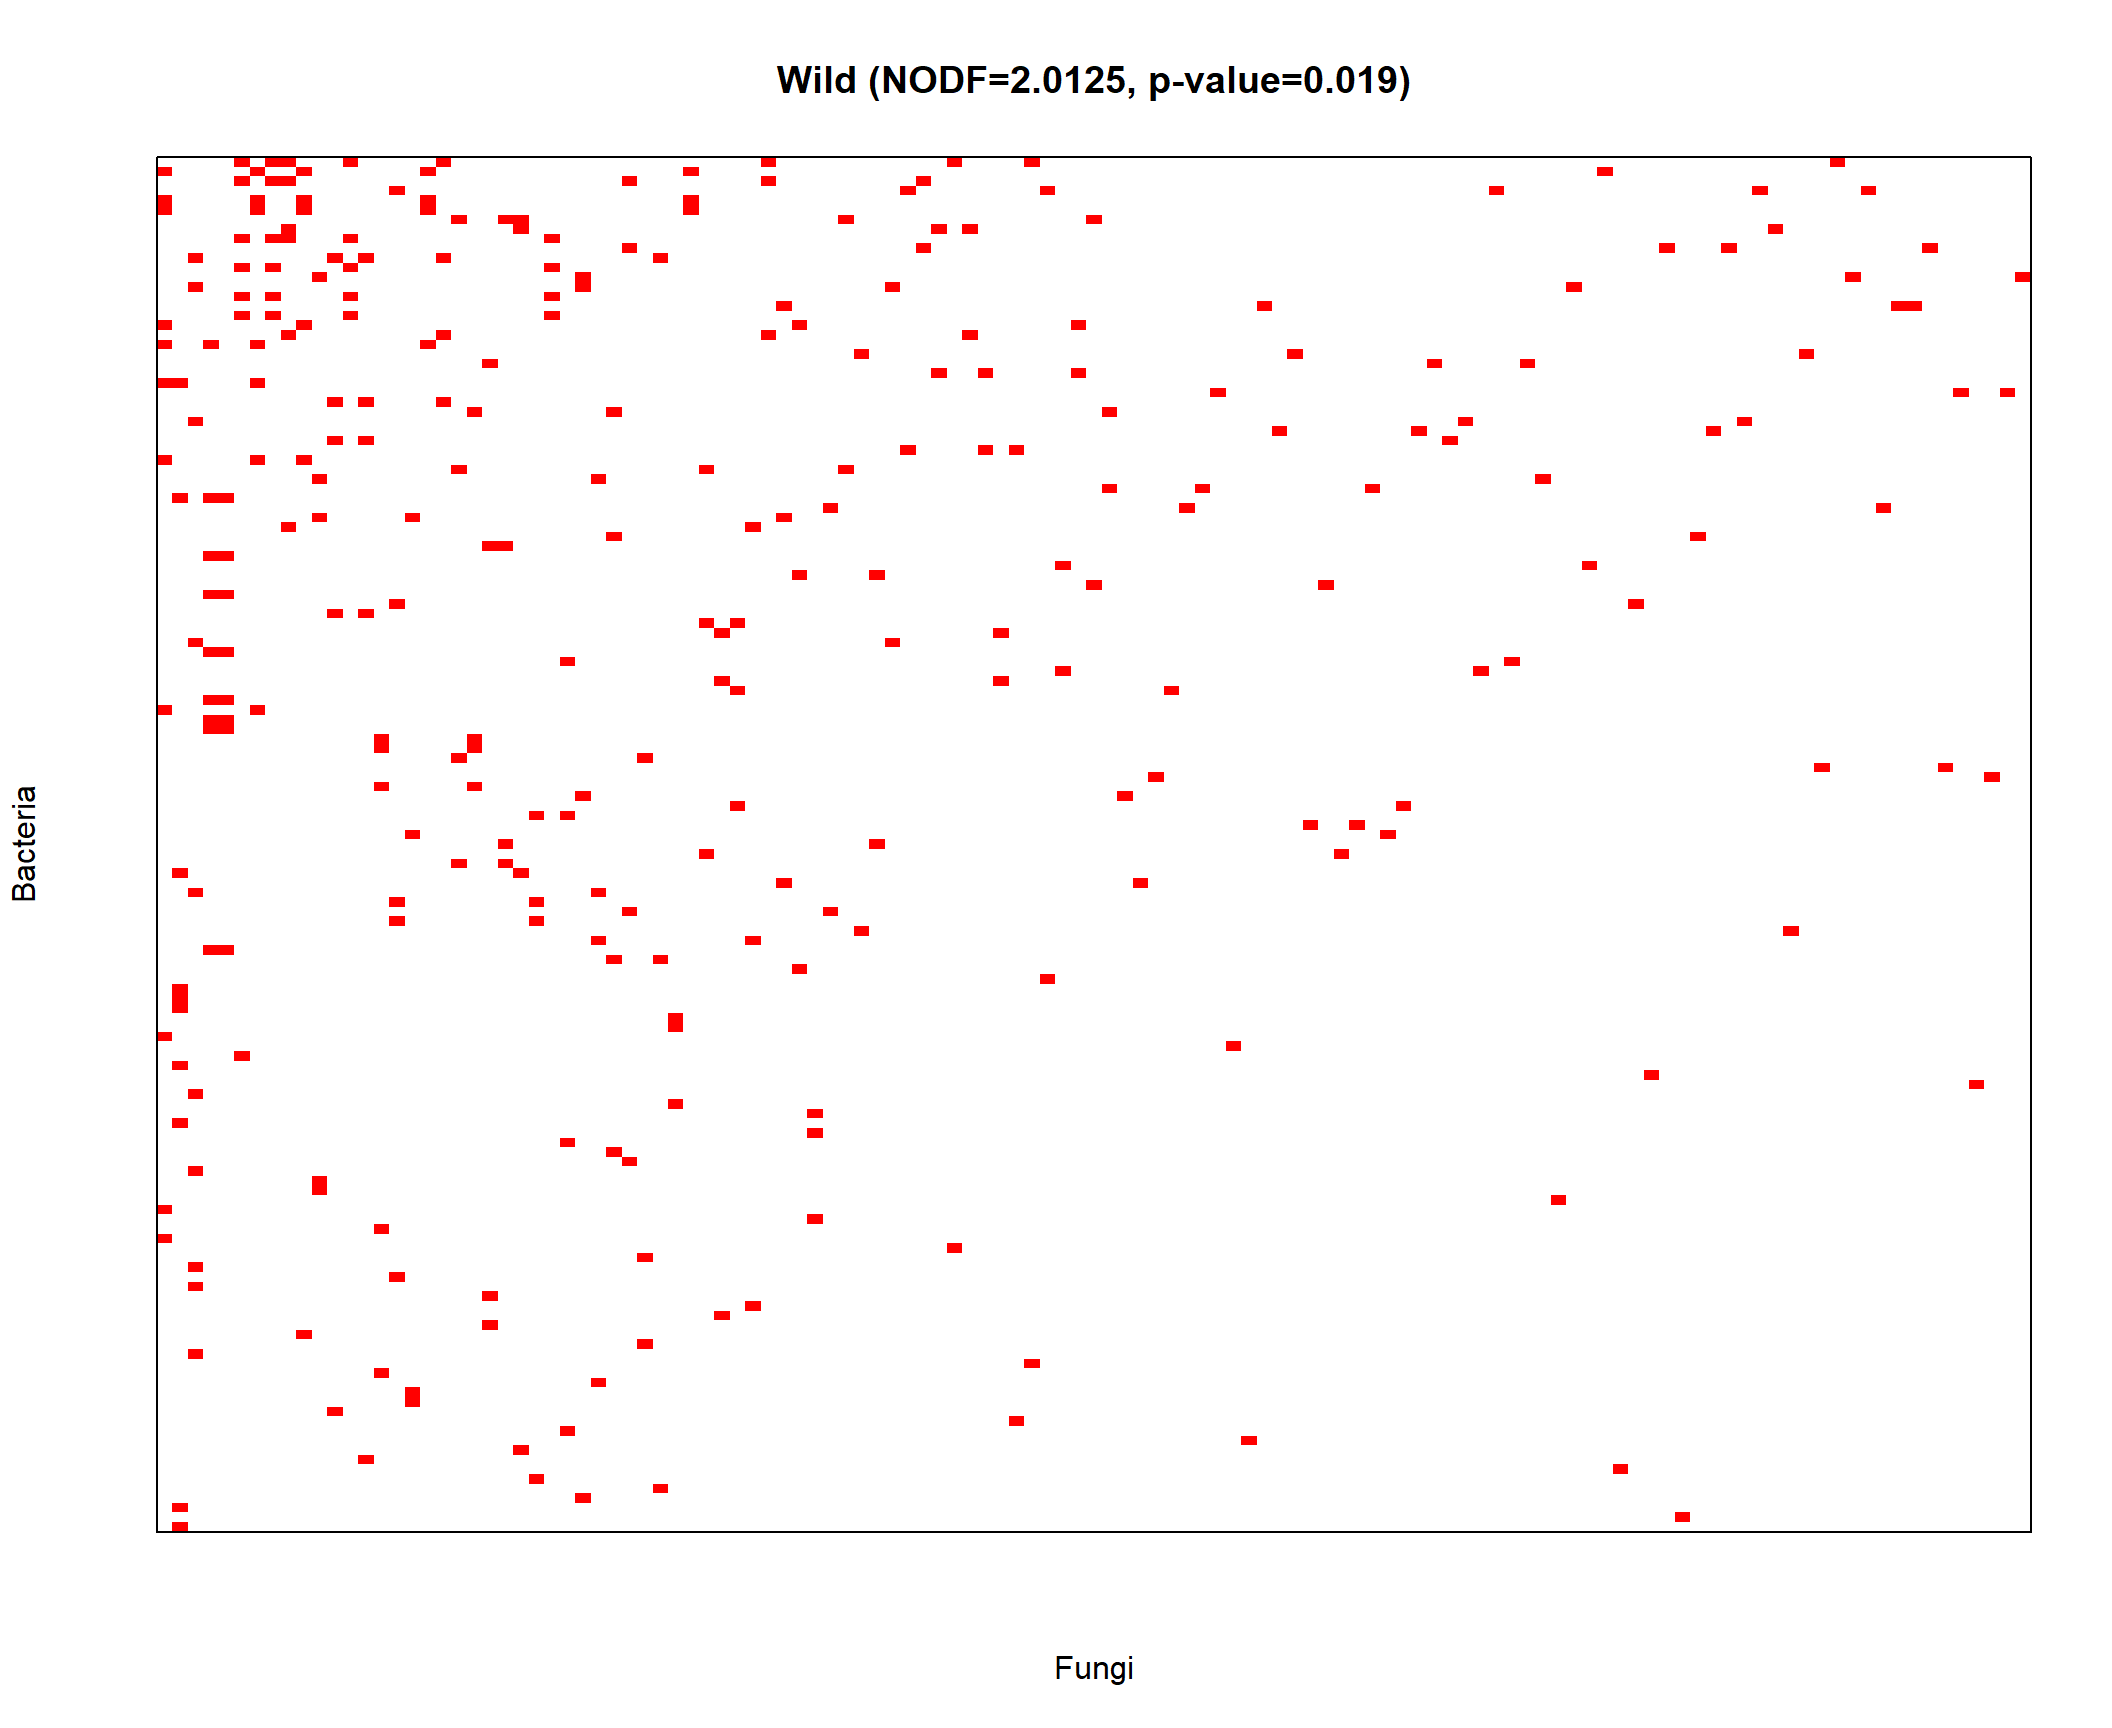 Wild (NODF=2.0125, p-value=0.019)
Bacteria
Fungi